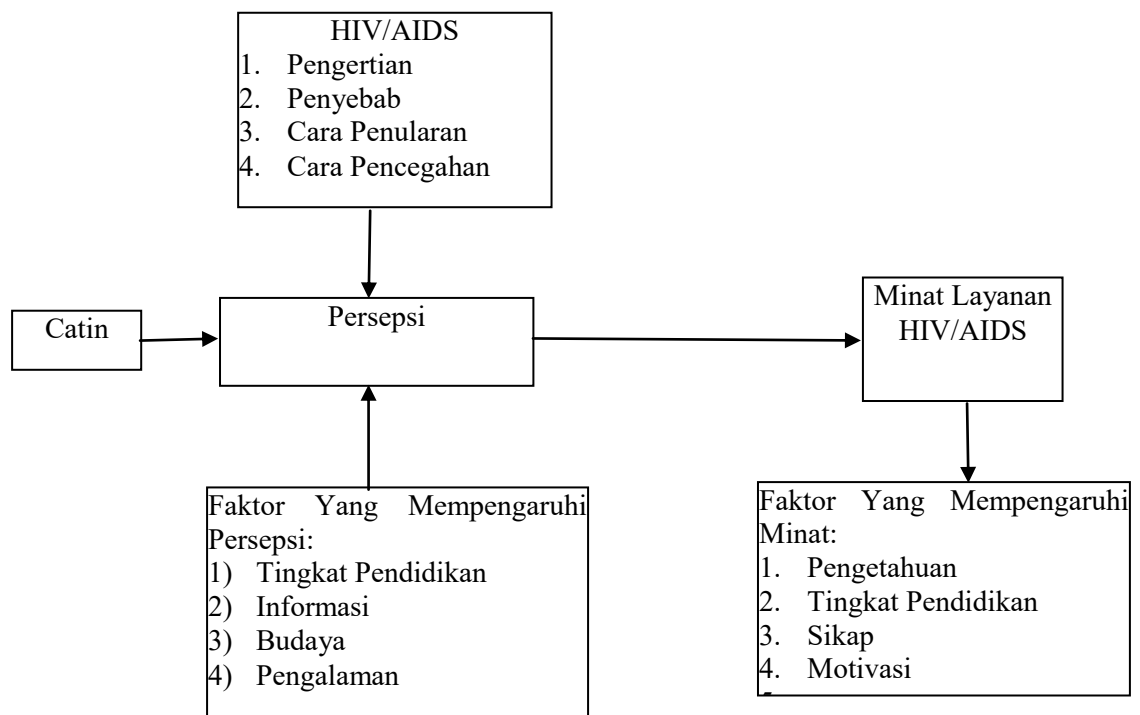 HIV/AIDS
1. Pengertian
2. Penyebab
3. Cara Penularan
4. Cara Pencegahan
Catin
Persepsi
Minat Layanan
HIV/AIDS
Faktor Yang Mempengaruhi
Persepsi:
1) Tingkat Pendidikan
2) Informasi
3) Budaya
4) Pengalaman
Faktor Yang Mempengaruhi
Minat:
1. Pengetahuan
2. Tingkat Pendidikan
3. Sikap
4. Motivasi